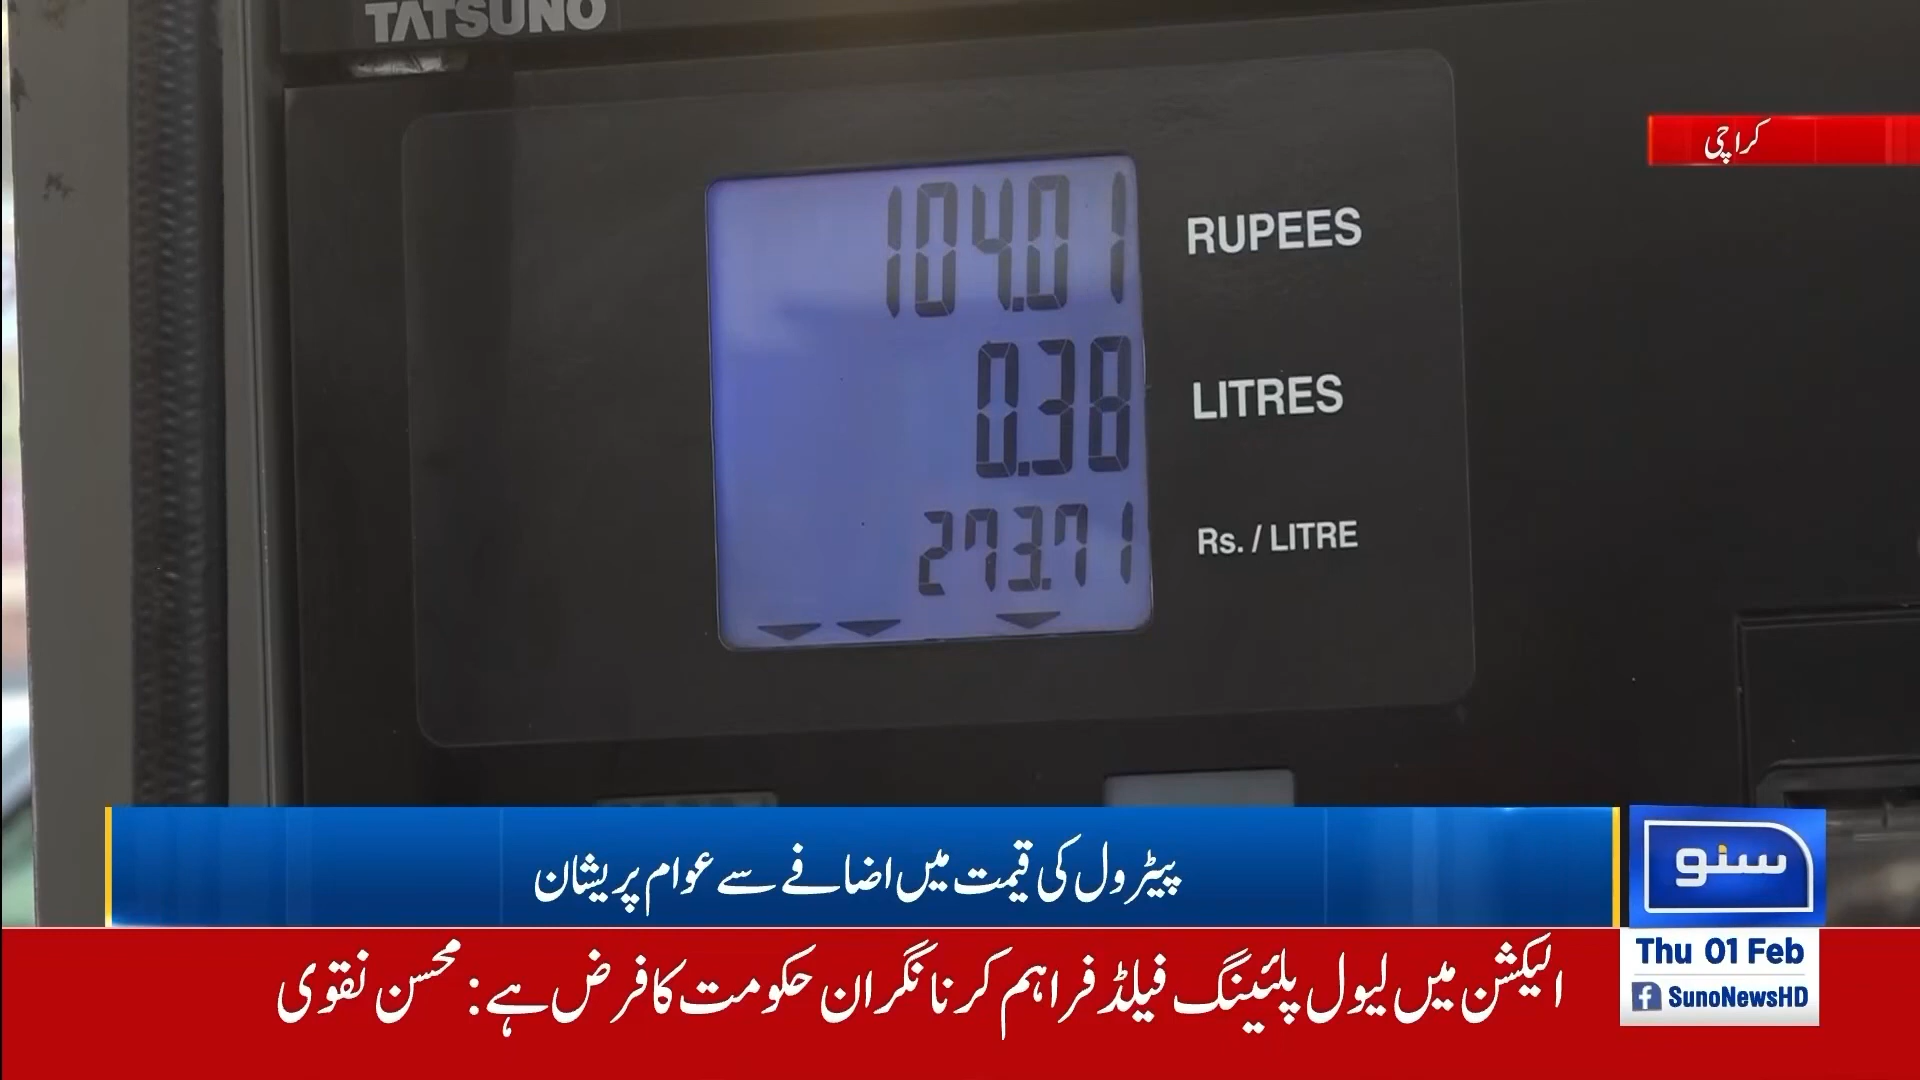 TATSUNO
کراچی
104.01 RUPEES
0.38 LITRES
273.71 Rs. / LITRE
پیٹرول کی قیمت میں اضافے سے عوام پریشان
سنو
الیکشن میں لیول پلئینگ فیلڈ فراہم کرنا نگران حکومت کا فرض ہے: محسن نقوی
Thu 01 Feb
SunoNewsHD